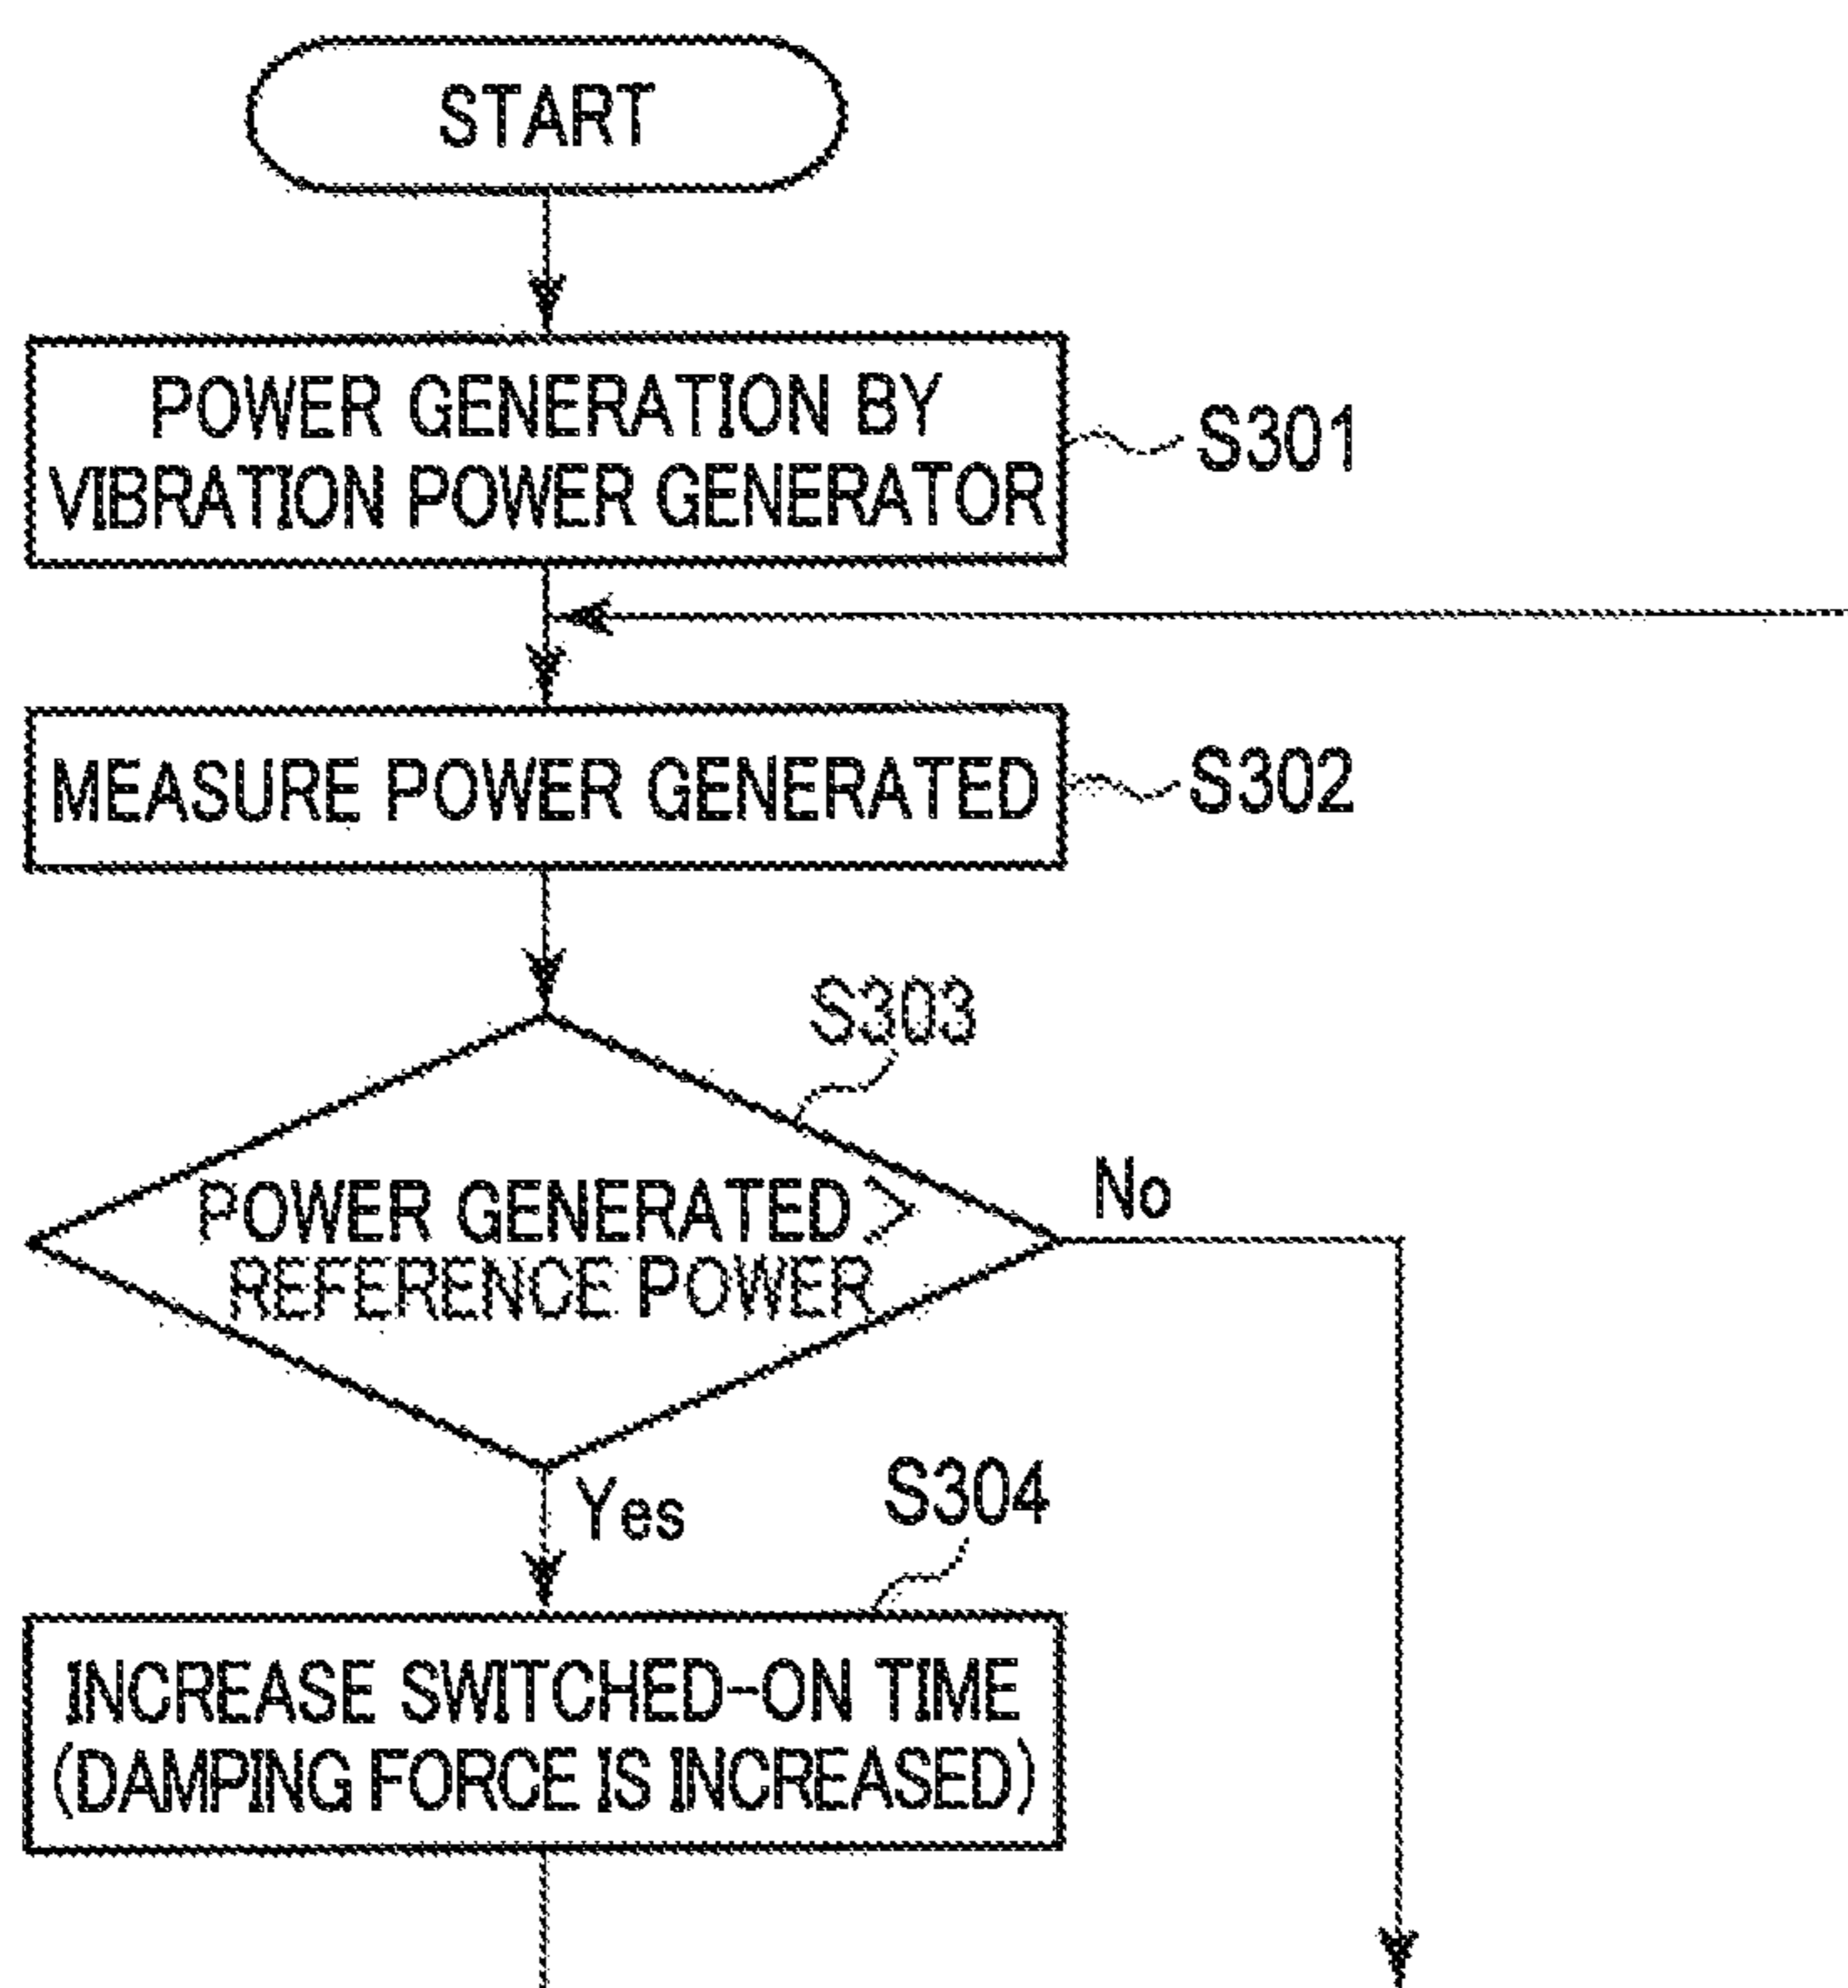 START
POWER GENERATION BY
VIBRATION POWER GENERATOR
S301
MEASURE POWER GENERATED
S302
S303
POWER GENERATED >
REFERENCE POWER
No
Yes
S304
INCREASE SWITCHED-ON TIME
(DAMPING FORCE IS INCREASED)